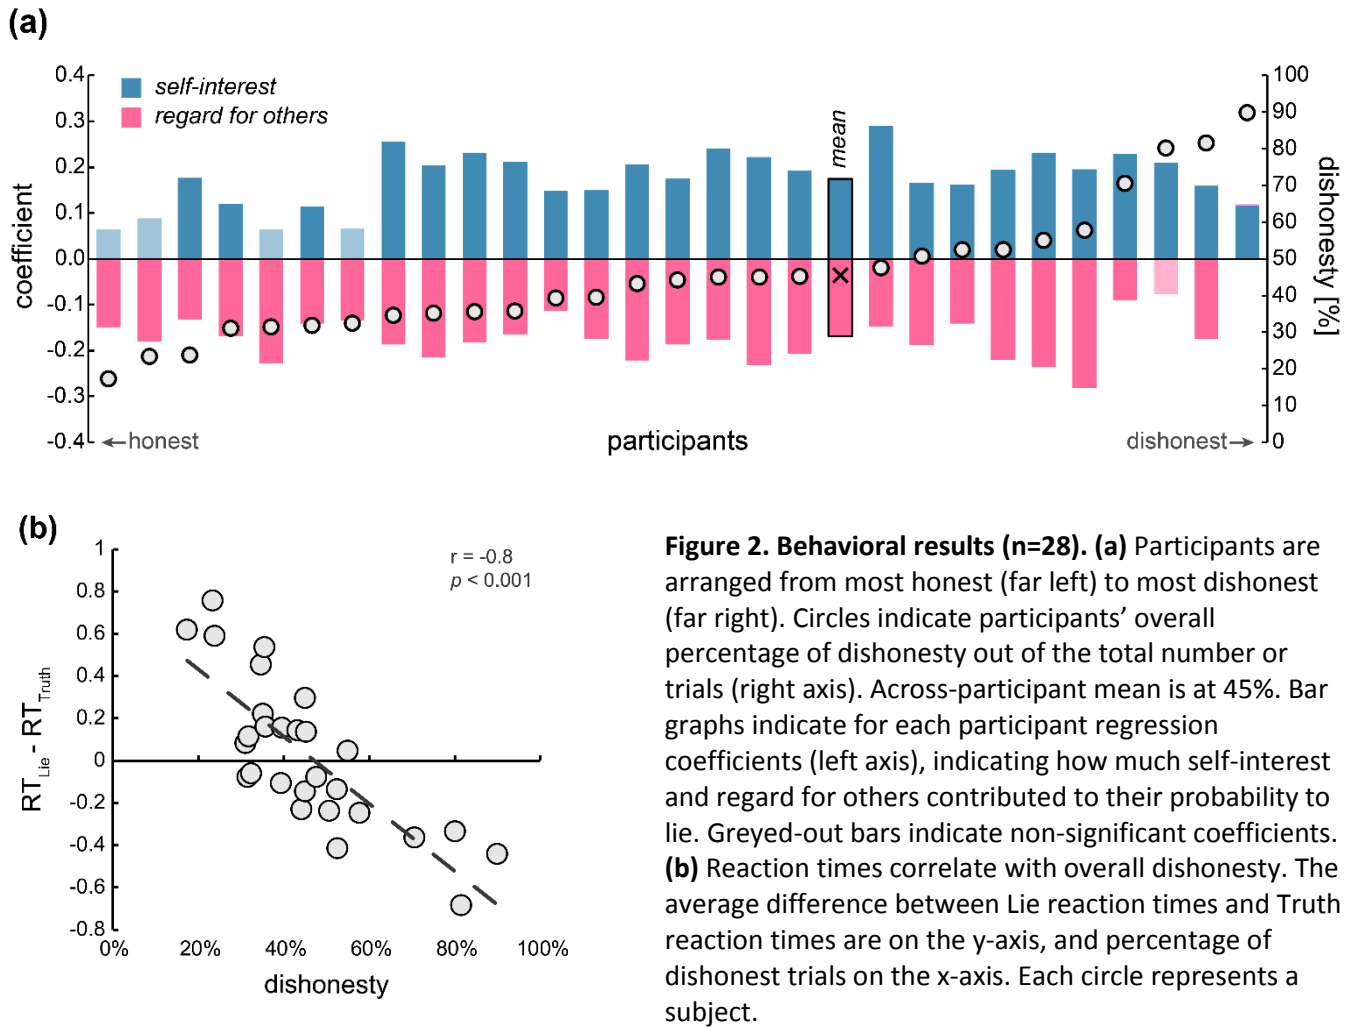 (a)
0.4
0.3
0.2
0.1
0.0
-0.1
-0.2
-0.3
-0.4
coefficient
self-interest
regard for others
mean
100
90
80
70
60
50
40
30
20
10
0
dishonesty [%]
←honest
participants
dishonest→
(b)
1
0.8
0.6
0.4
0.2
0
-0.2
-0.4
-0.6
-0.8
RTLie - RTTruth
r = -0.8
p < 0.001
0% 20% 40% 60% 80% 100%
dishonesty
Figure 2. Behavioral results (n=28). (a) Participants are
arranged from most honest (far left) to most dishonest
(far right). Circles indicate participants’ overall
percentage of dishonesty out of the total number or
trials (right axis). Across-participant mean is at 45%. Bar
graphs indicate for each participant regression
coefficients (left axis), indicating how much self-interest
and regard for others contributed to their probability to
lie. Greyed-out bars indicate non-significant coefficients.
(b) Reaction times correlate with overall dishonesty. The
average difference between Lie reaction times and Truth
reaction times are on the y-axis, and percentage of
dishonest trials on the x-axis. Each circle represents a
subject.